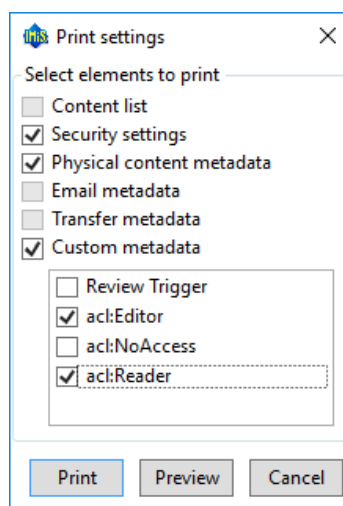 IMiS Print settings
Select elements to print
Content list
Security settings
Physical content metadata
Email metadata
Transfer metadata
Custom metadata
Review Trigger
acl:Editor
acl:NoAccess
acl:Reader
Print Preview Cancel